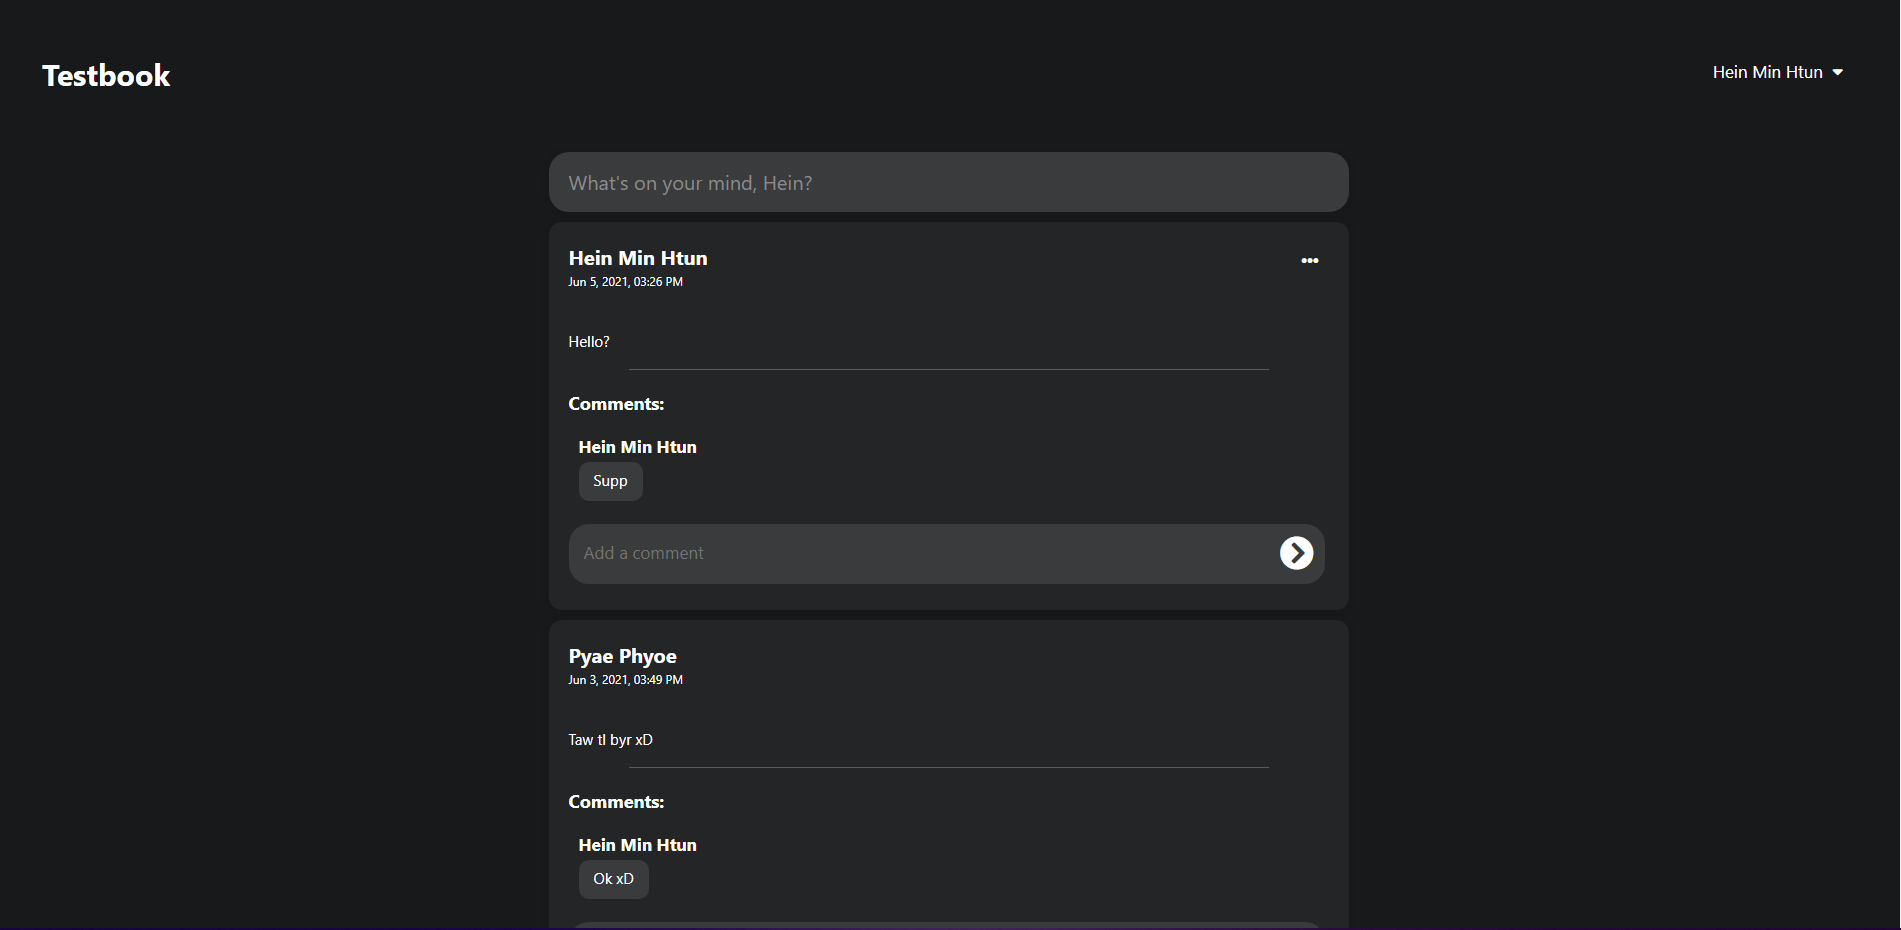 Testbook
Hein Min Htun
What's on your mind, Hein?
Hein Min Htun
Jun 5, 2021, 03:26 PM
Hello?
Comments:
Hein Min Htun
Supp
Add a comment
Pyae Phyoe
Jun 3, 2021, 03:49 PM
Taw tl byr xD
Comments:
Hein Min Htun
Ok xD